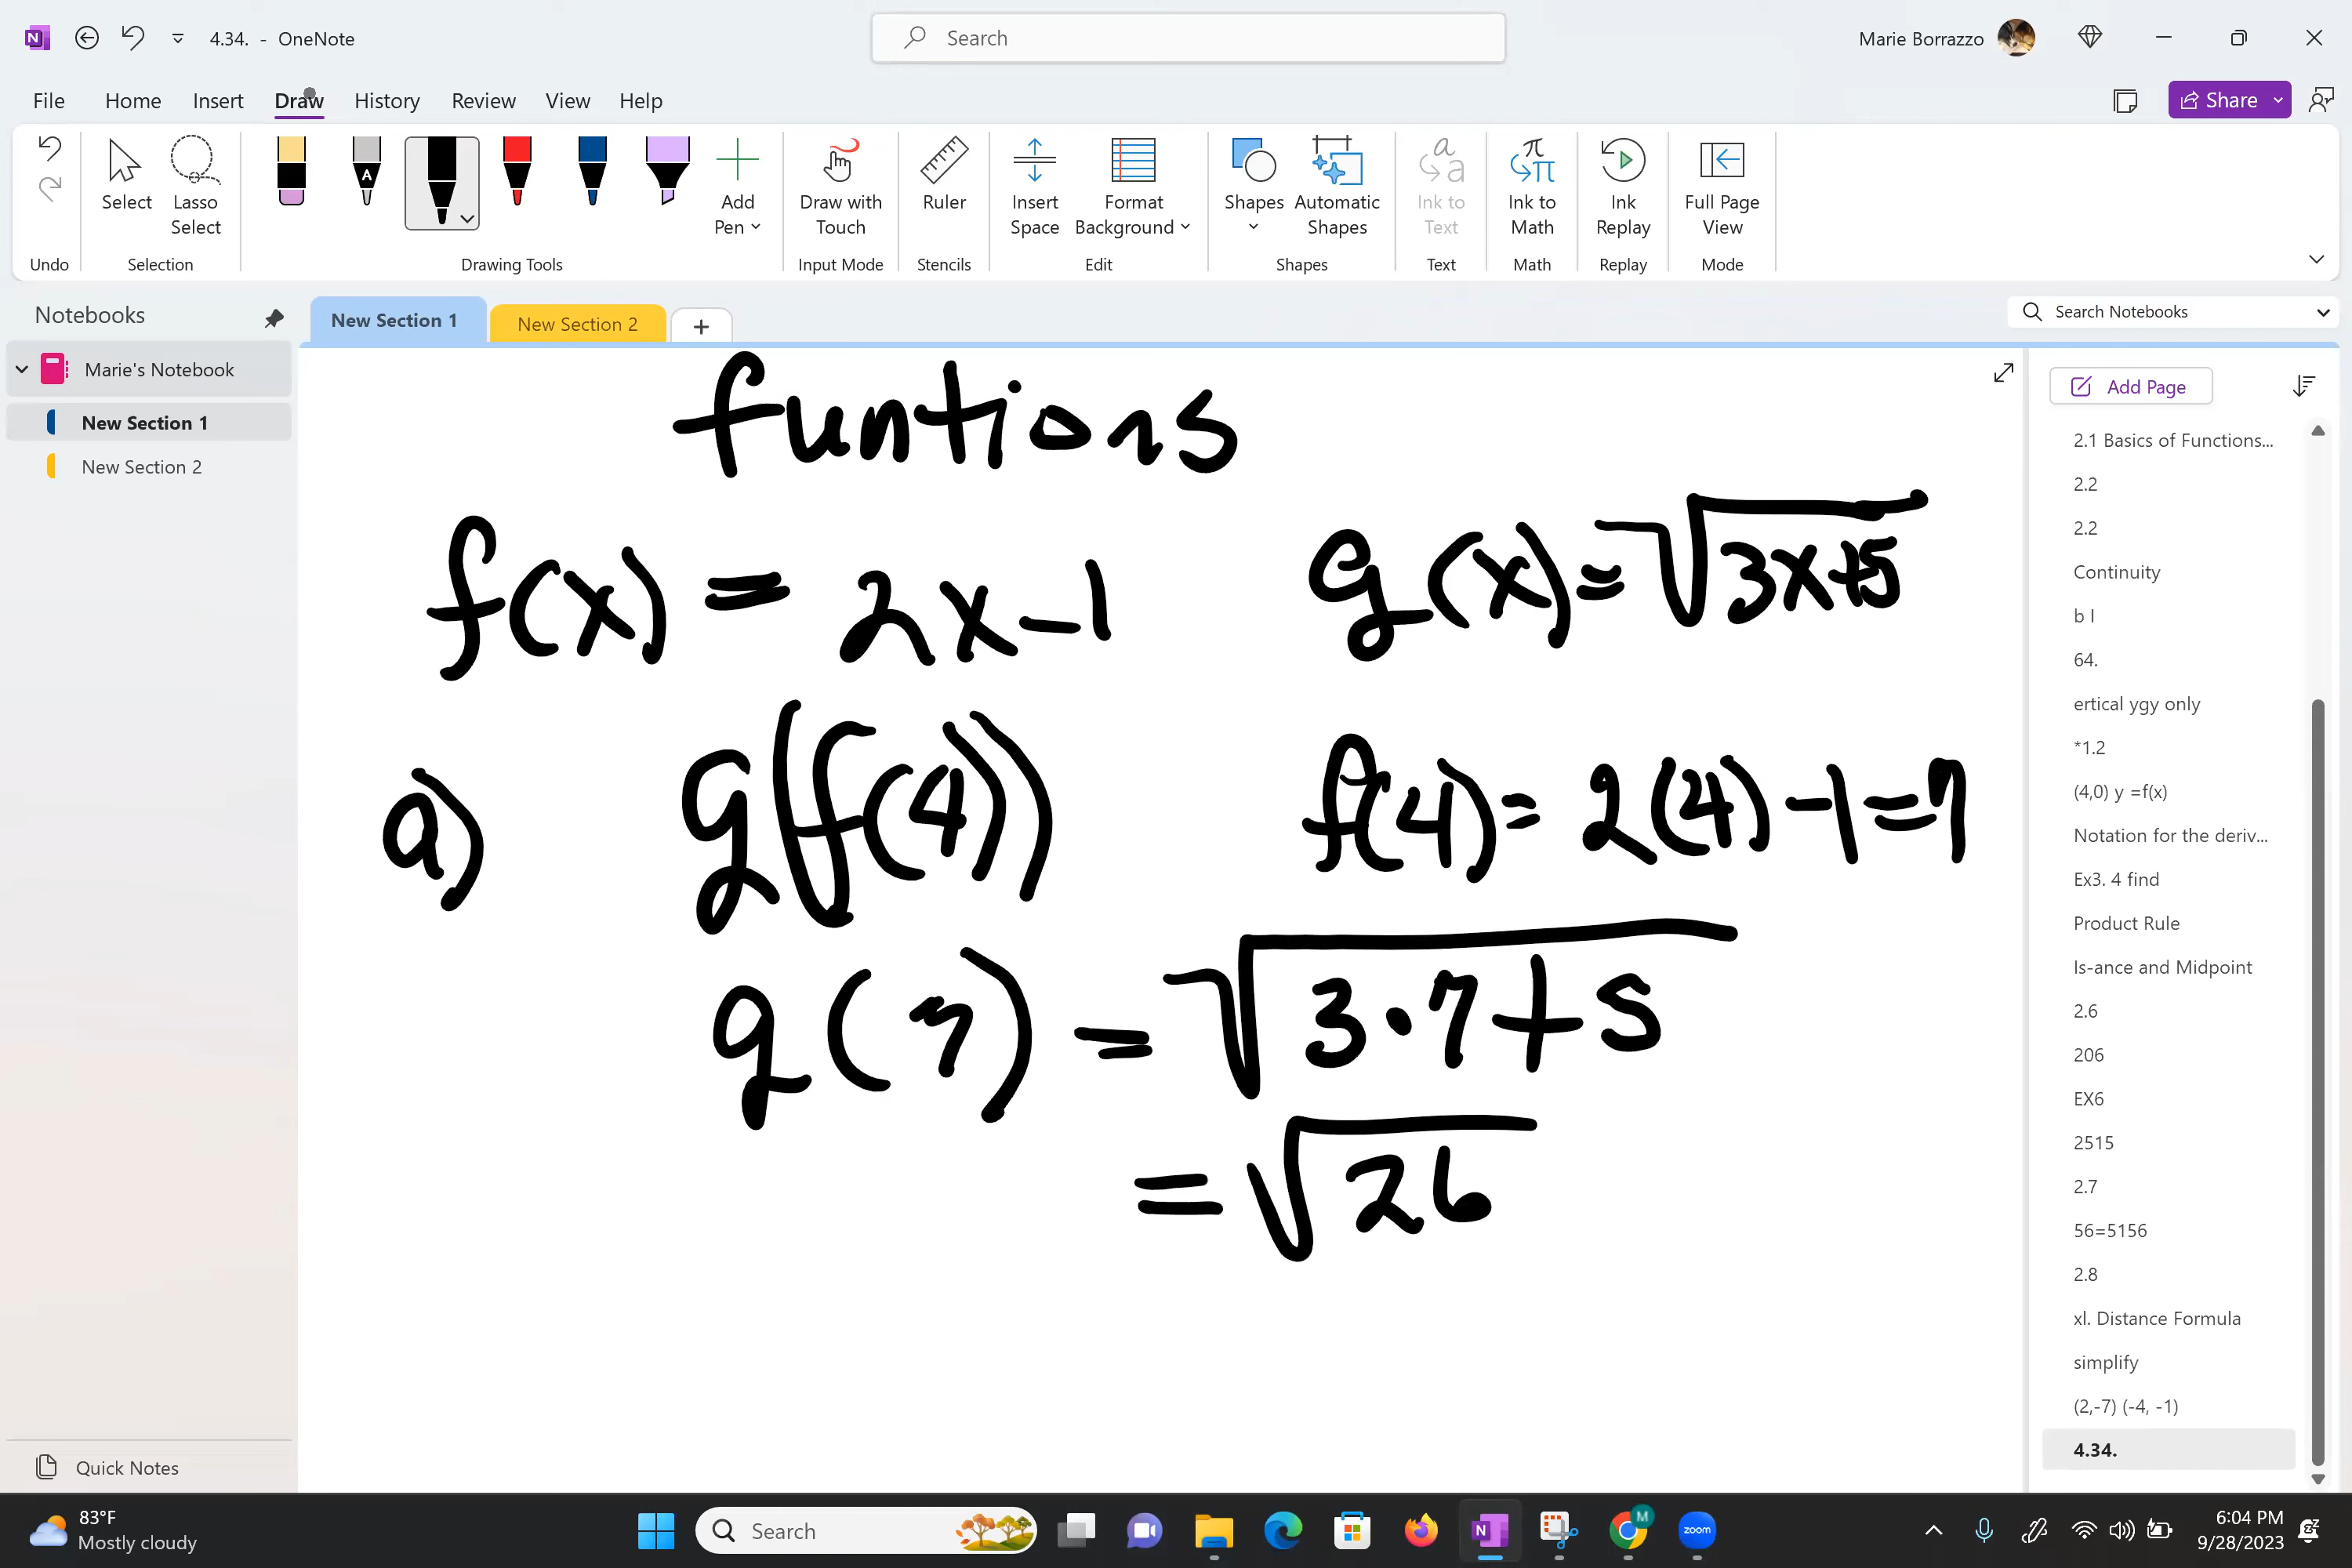 4.34. - OneNote
Search
Marie Borrazzo
File Home Insert Draw History Review View Help
Share
Undo
Select
Lasso Select
Selection
A
Drawing Tools
Add Pen
Draw with Touch
Input Mode
Ruler
Stencils
Insert Space
Format Background
Edit
Shapes
Automatic Shapes
Shapes
Ink to Text
Text
Ink to Math
Math
Ink Replay
Replay
Full Page View
Mode
Notebooks
New Section 1
New Section 2
+
Search Notebooks
Marie's Notebook
New Section 1
New Section 2
Quick Notes
funtions
f(x) = 2x-1 g(x)=√3x+5
a) g(f(4)) f(4)= 2(4)-1=7
g(7) = √3·7+5
= √26
Add Page
2.1 Basics of Functions...
2.2
2.2
Continuity
b I
64.
ertical ygy only
*1.2
(4,0) y =f(x)
Notation for the deriv...
Ex3. 4 find
Product Rule
Is-ance and Midpoint
2.6
206
EX6
2515
2.7
56=5156
2.8
xl. Distance Formula
simplify
(2,-7) (-4, -1)
4.34.
83°F
Mostly cloudy
Search
N
M
zoom
6:04 PM
9/28/2023